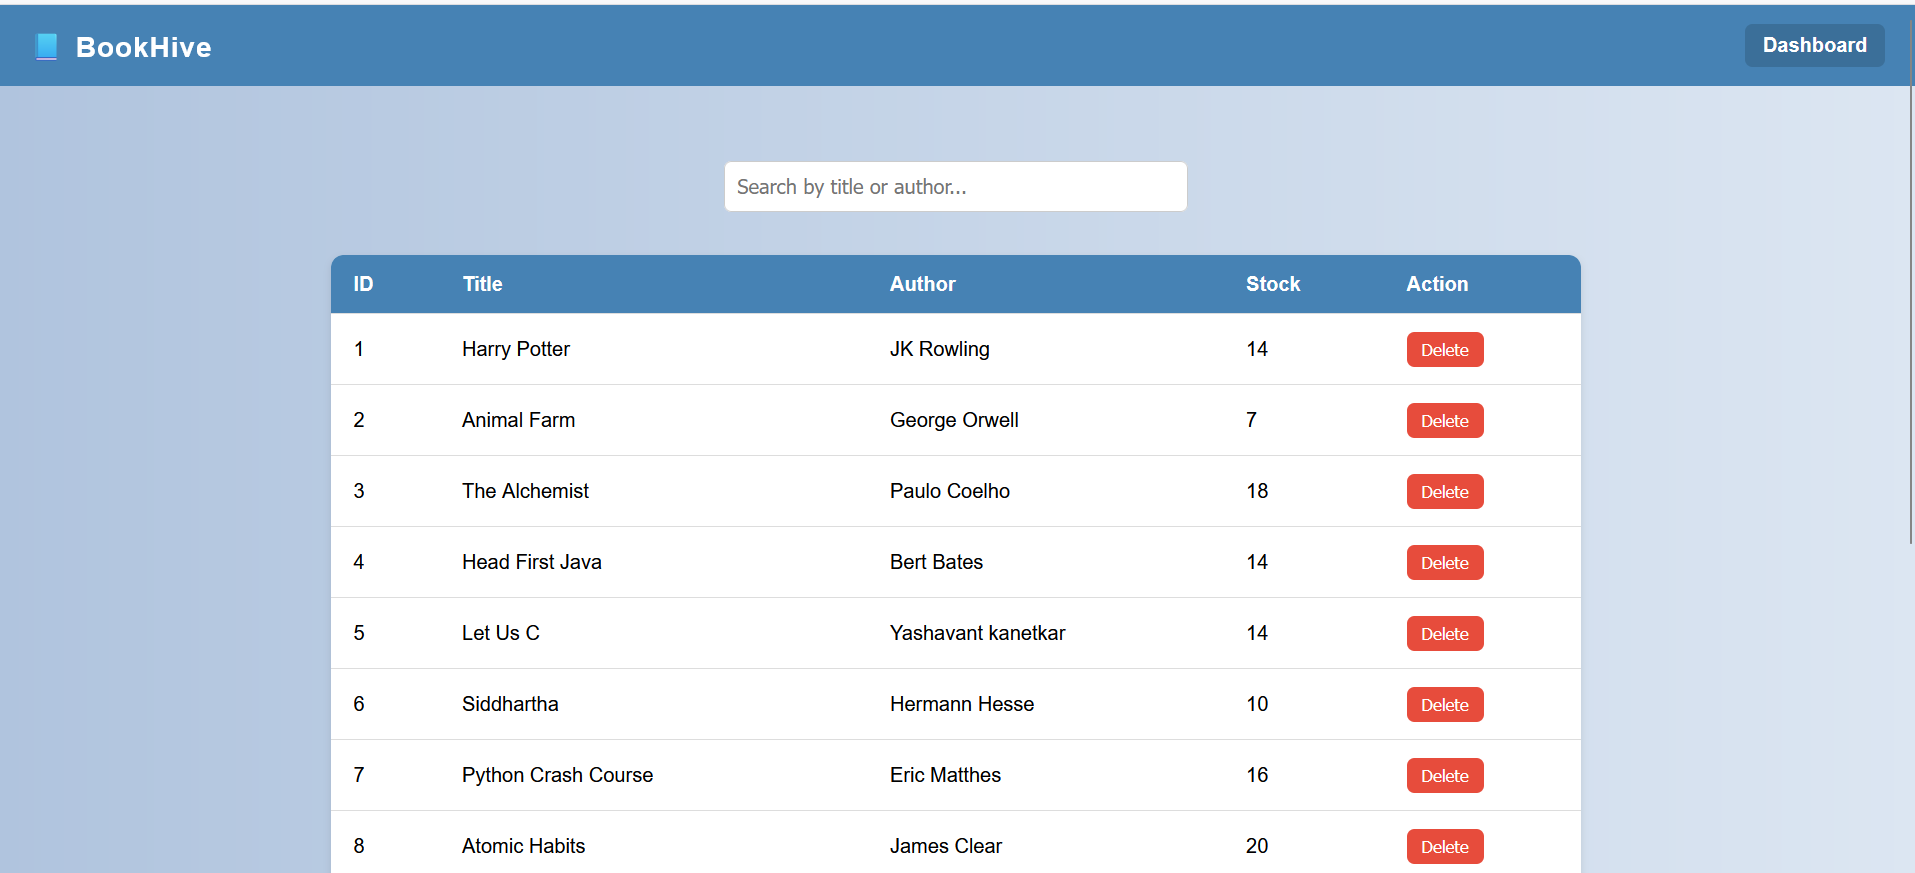 BookHive Dashboard
Search by title or author...
ID Title Author Stock Action
1 Harry Potter JK Rowling 14 Delete
2 Animal Farm George Orwell 7 Delete
3 The Alchemist Paulo Coelho 18 Delete
4 Head First Java Bert Bates 14 Delete
5 Let Us C Yashavant kanetkar 14 Delete
6 Siddhartha Hermann Hesse 10 Delete
7 Python Crash Course Eric Matthes 16 Delete
8 Atomic Habits James Clear 20 Delete